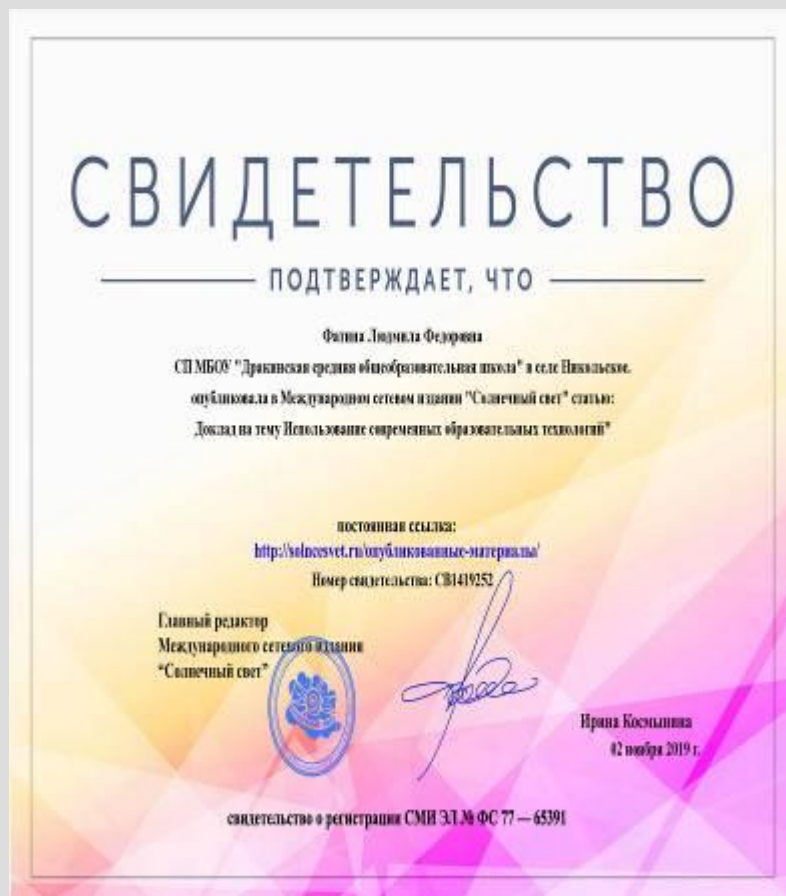 СВИДЕТЕЛЬСТВО
ПОДТВЕРЖДАЕТ, ЧТО
Фатина Людмила Федоровна
СП МБОУ "Дракинская средняя общеобразовательная школа" в селе Никольское.
опубликовала в Международном сетевом издании "Солнечный свет" статью:
Доклад на тему Использование современных образовательных технологий"
постоянная ссылка:
http://solncesvet.ru/опубликованные-материалы/
Номер свидетельства: СВ1419252
Главный редактор
Международного сетевого издания
“Солнечный свет”
Ирина Космынина
02 ноября 2019 г.
свидетельство о регистрации СМИ ЭЛ № ФС 77 — 65391